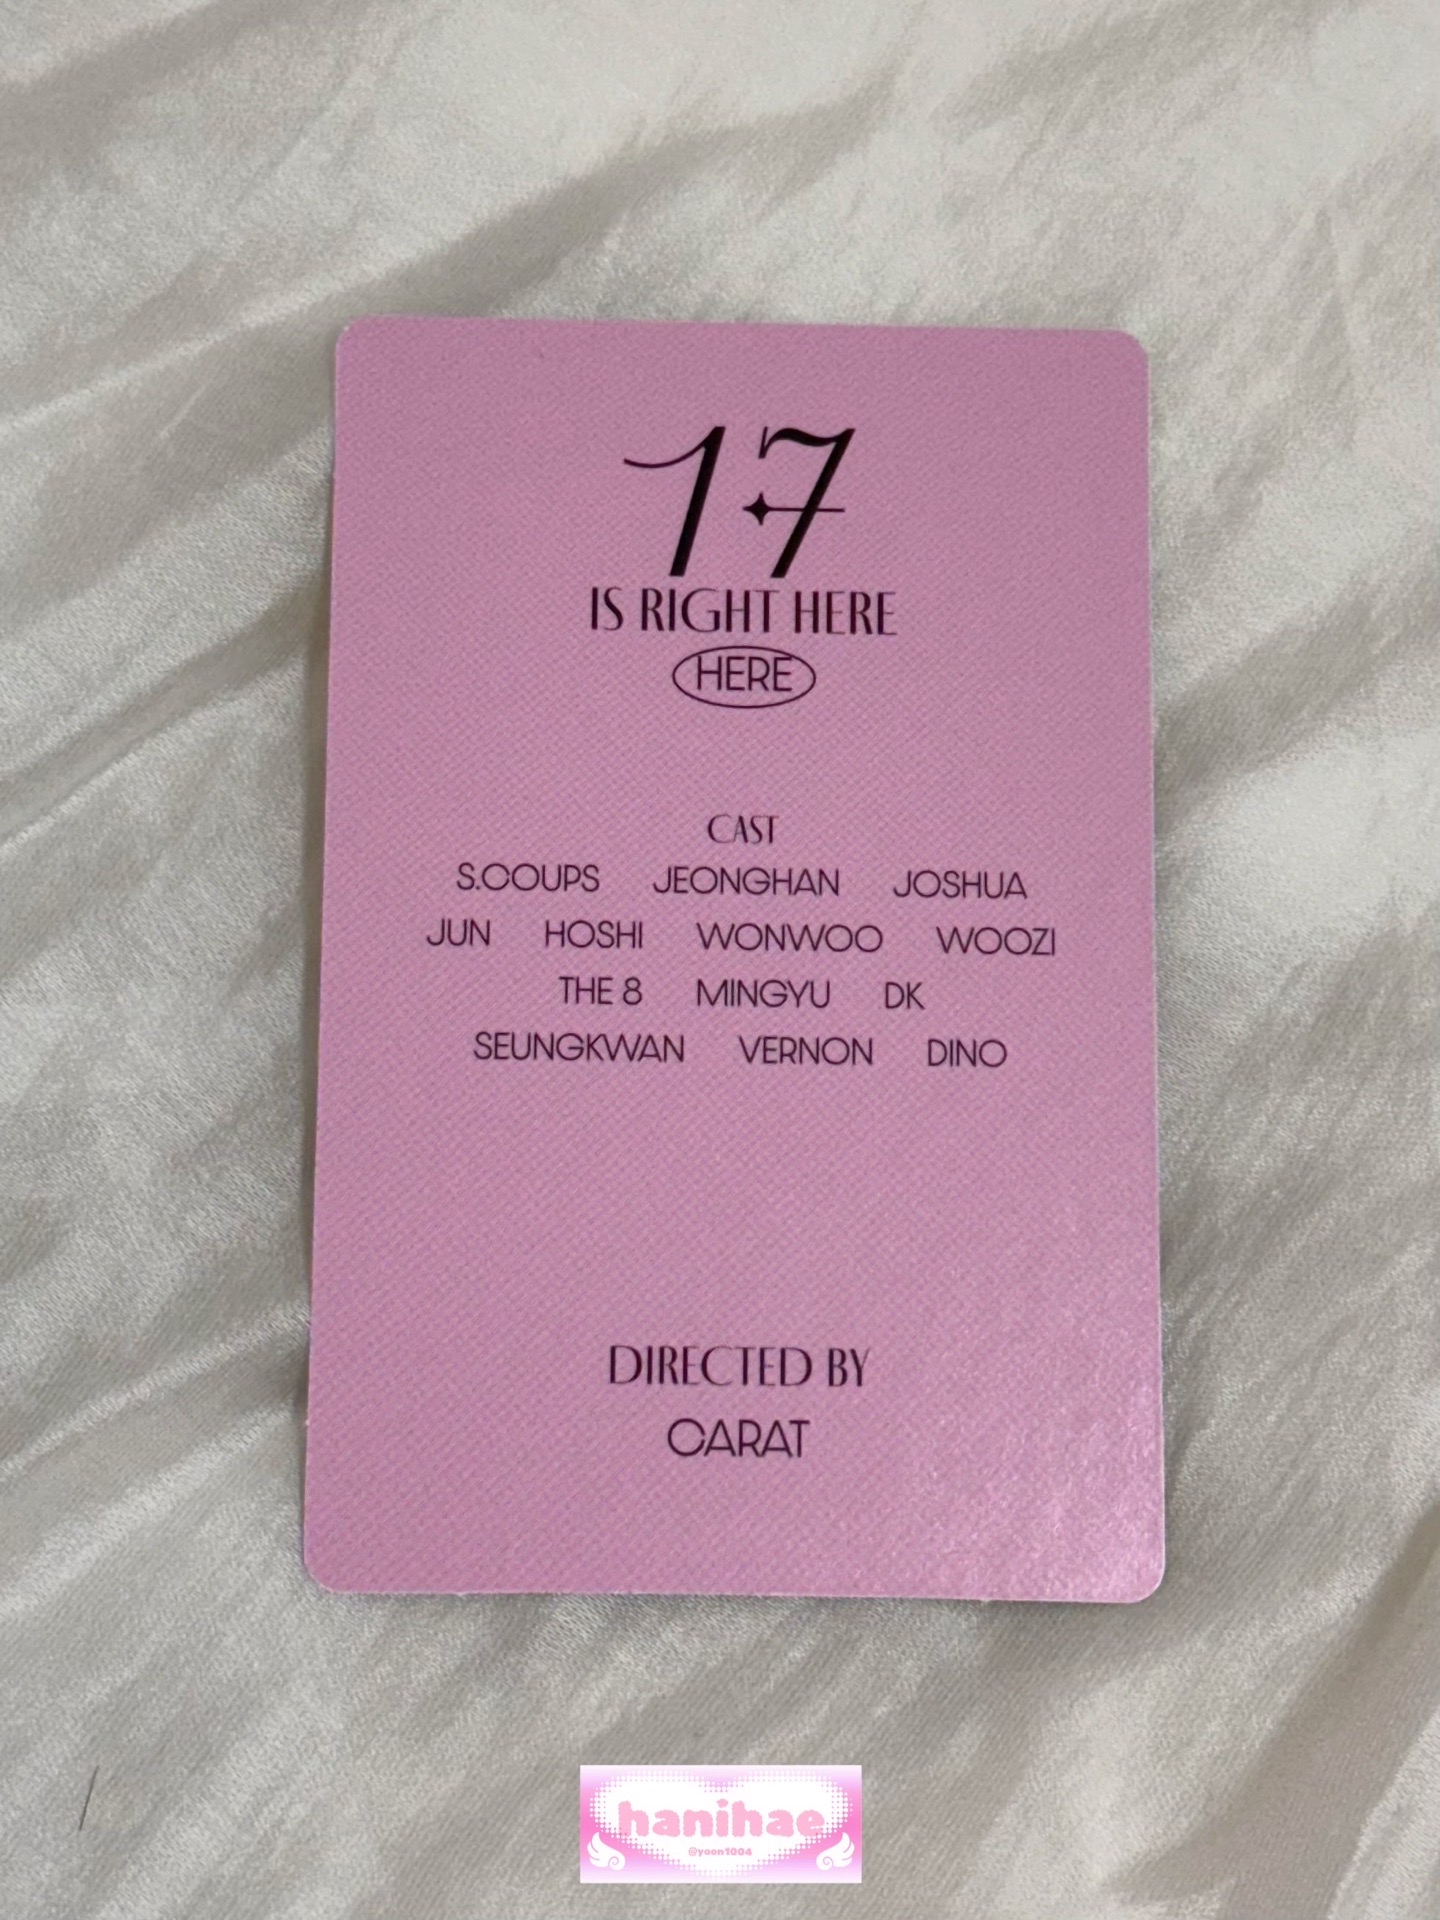 17
IS RIGHT HERE
HERE
CAST
S.COUPS JEONGHAN JOSHUA
JUN HOSHI WONWOO WOOZI
THE 8 MINGYU DK
SEUNGKWAN VERNON DINO
DIRECTED BY
CARAT
hanihae
@yoon1004